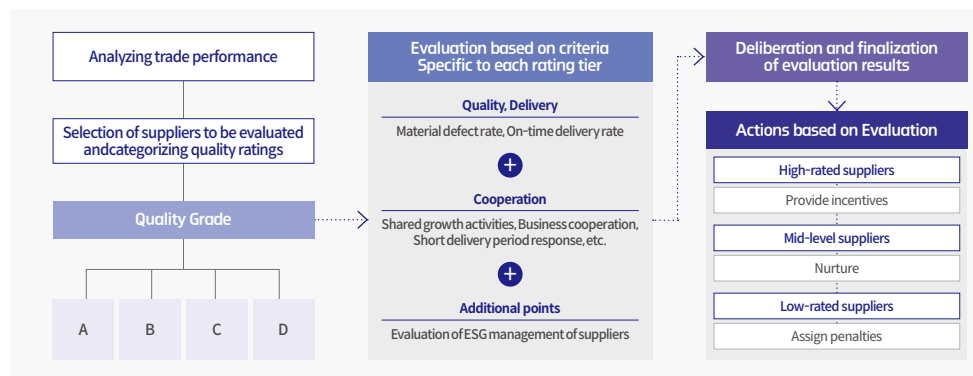 Analyzing trade performance
Selection of suppliers to be evaluated
andcategorizing quality ratings
Quality Grade
A
B
C
D
Evaluation based on criteria
Specific to each rating tier
Quality, Delivery
Material defect rate, On-time delivery rate
+
Cooperation
Shared growth activities, Business cooperation,
Short delivery period response, etc.
+
Additional points
Evaluation of ESG management of suppliers
Deliberation and finalization
of evaluation results
Actions based on Evaluation
High-rated suppliers
Provide incentives
Mid-level suppliers
Nurture
Low-rated suppliers
Assign penalties